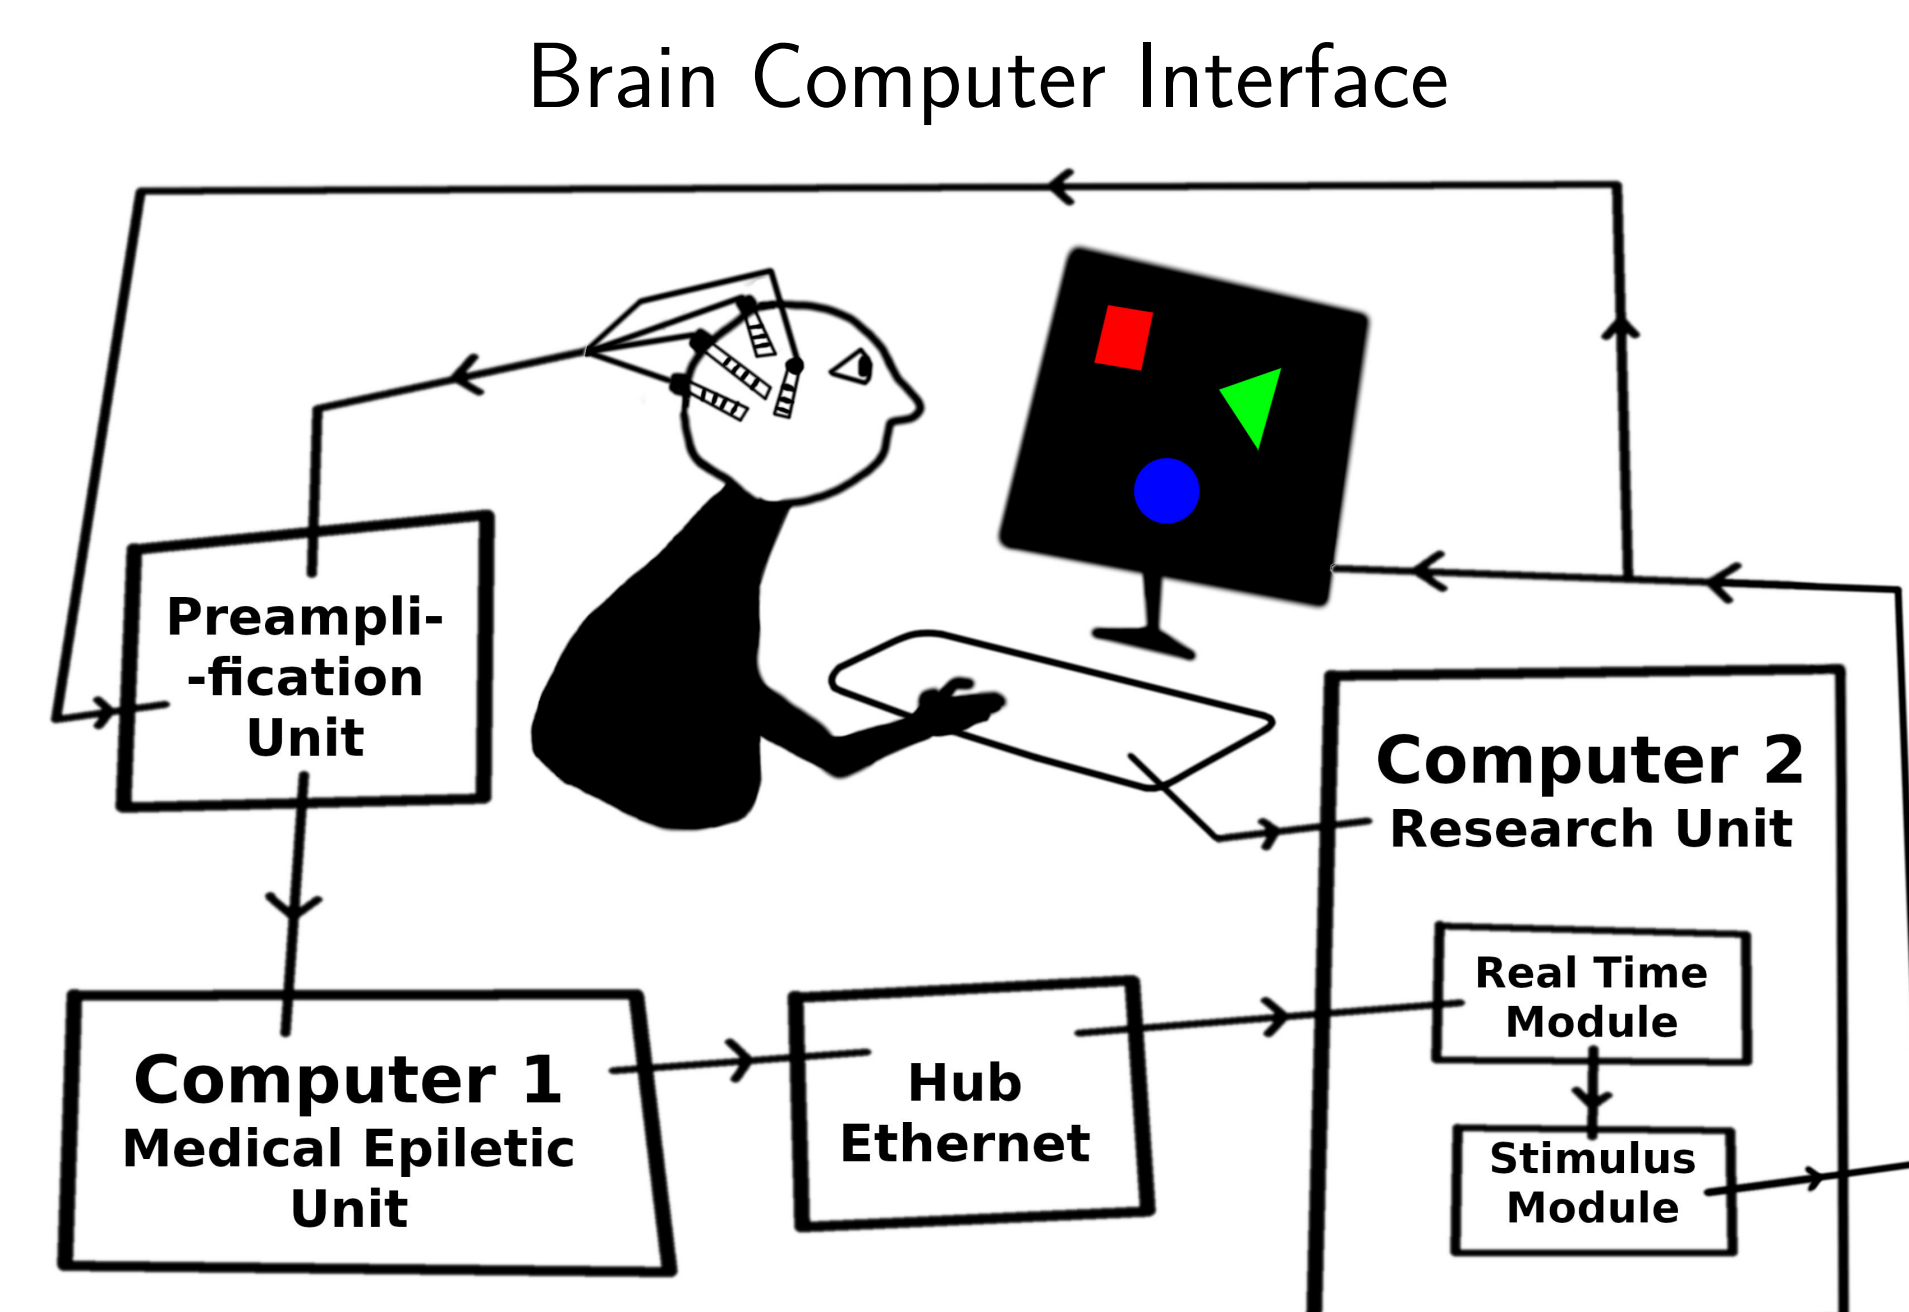 Brain Computer Interface
Preampli-
-fication
Unit
Computer 2
Research Unit
Real Time
Module
Computer 1
Medical Epiletic
Unit
Hub
Ethernet
Stimulus
Module